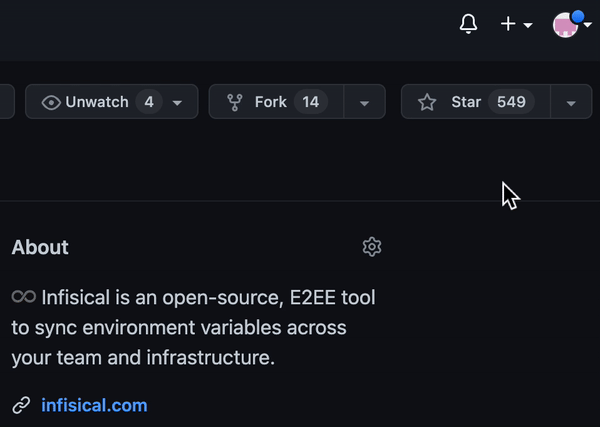 Unwatch 4
Fork 14
Star 549
About
Infisical is an open-source, E2EE tool
to sync environment variables across
your team and infrastructure.
infisical.com